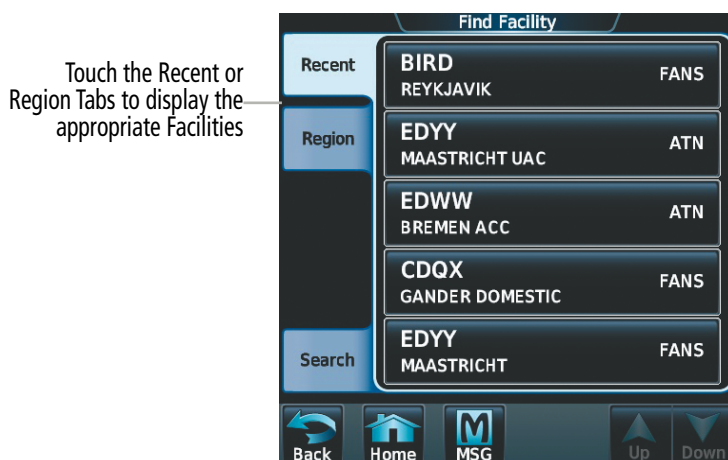 Touch the Recent or
Region Tabs to display the
appropriate Facilities
Find Facility
Recent
Region
Search
BIRD
REYKJAVIK
FANS
EDYY
MAASTRICHT UAC
ATN
EDWW
BREMEN ACC
ATN
CDQX
GANDER DOMESTIC
FANS
EDYY
MAASTRICHT
FANS
Back
Home
MSG
Up
Down